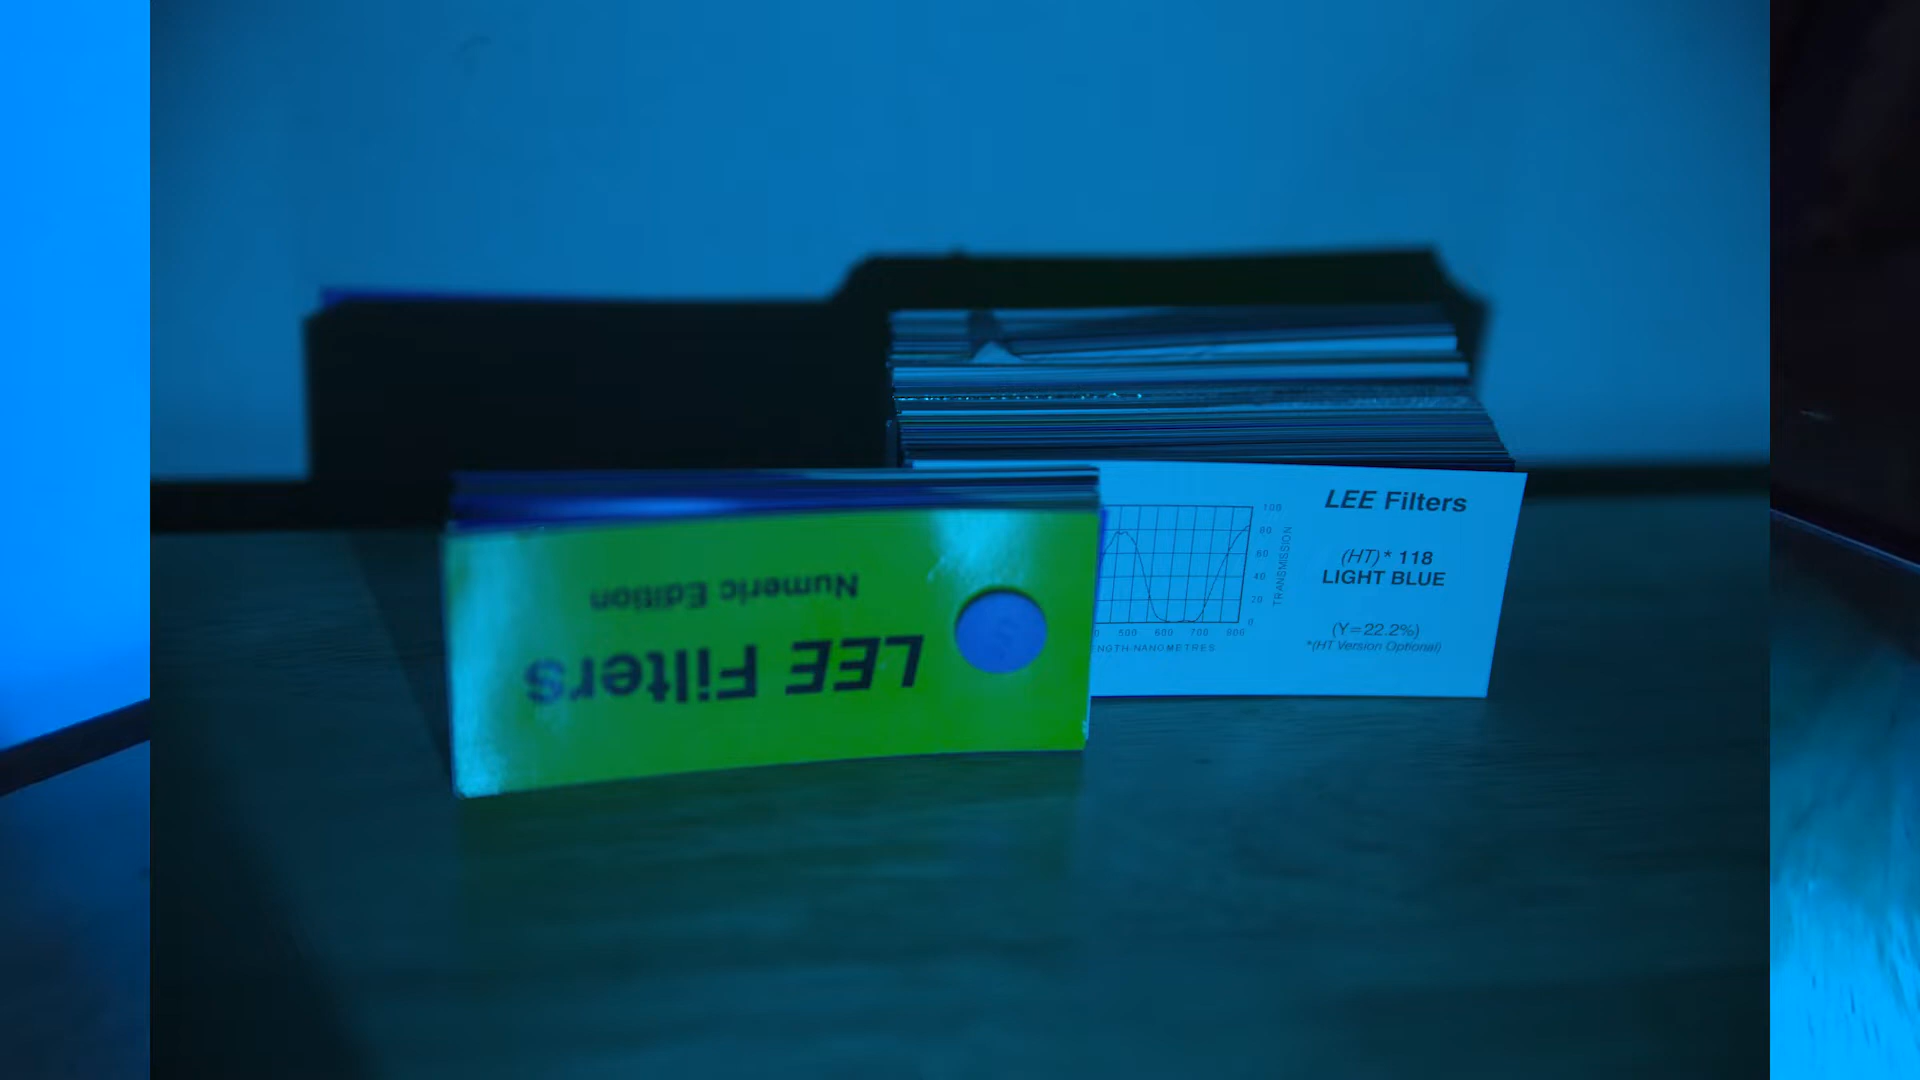 Numeric Edition
LEE Filters
LEE Filters
(HT)* 118
LIGHT BLUE
(Y=22.2%)
*(HT Version Optional)
100
80
60
40
20
0
TRANSMISSION
500 600 700 800
NANOMETRES